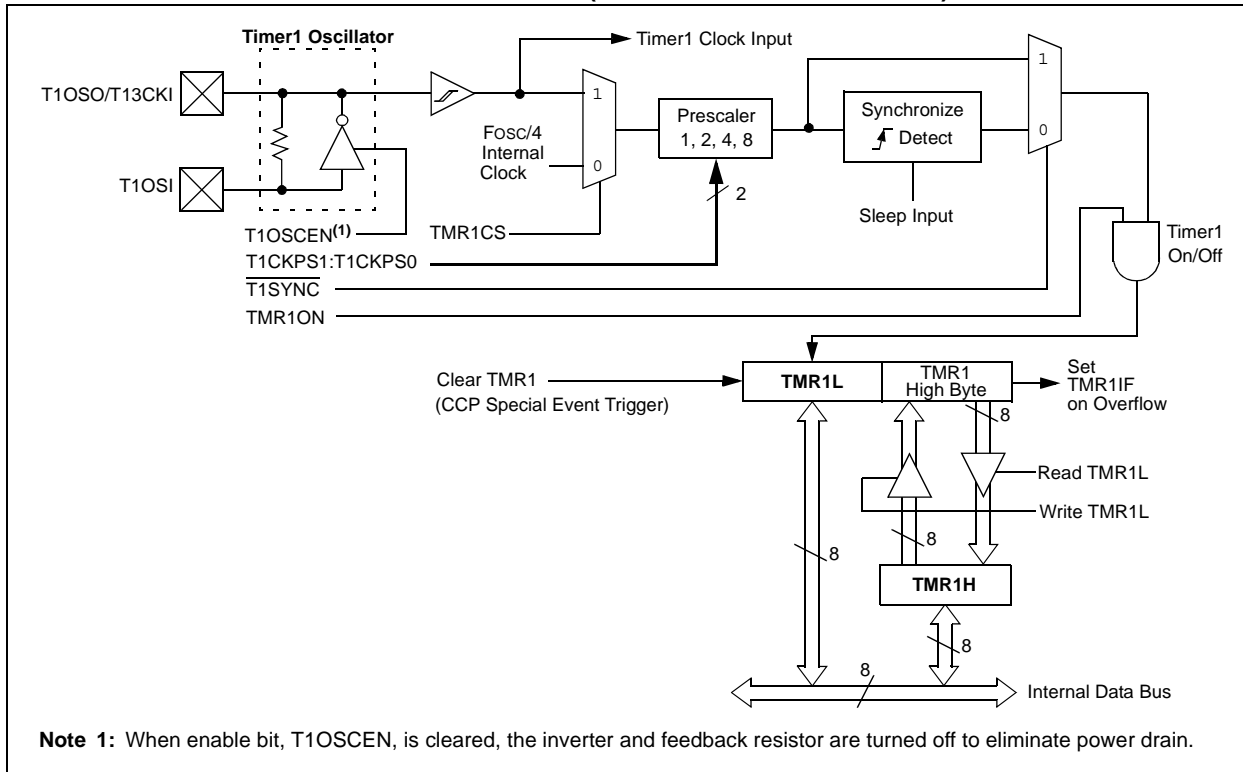 Timer1 Oscillator
Timer1 Clock Input
1
T1OSO/T13CKI
1
Prescaler
1, 2, 4, 8
Synchronize
Detect
FOSC/4
Internal
Clock
0
0
T1OSI
2
Sleep Input
T1OSCEN(1)
TMR1CS
Timer1
On/Off
T1CKPS1:T1CKPS0
T1SYNC
TMR1ON
Clear TMR1
(CCP Special Event Trigger)
TMR1L
TMR1
High Byte
Set
TMR1IF
on Overflow
8
Read TMR1L
Write TMR1L
8
8
TMR1H
8
8
Internal Data Bus
Note 1: When enable bit, T1OSCEN, is cleared, the inverter and feedback resistor are turned off to eliminate power drain.